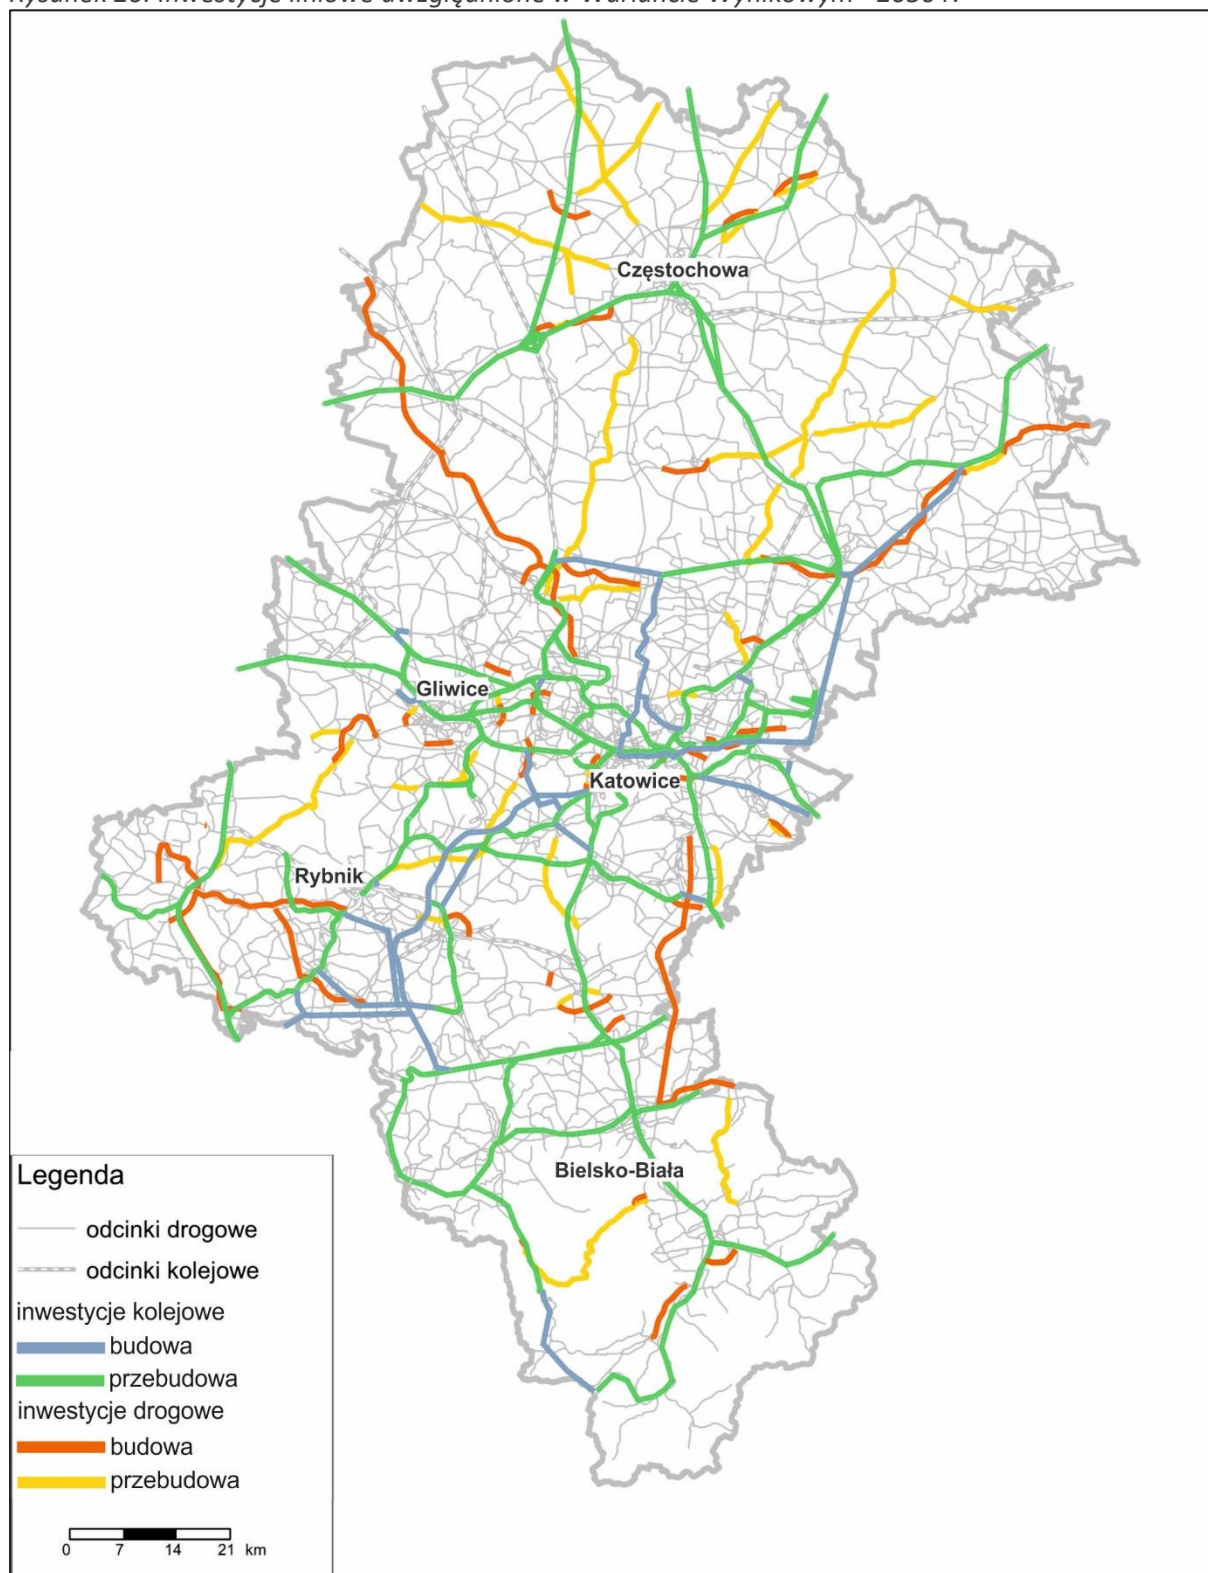 Częstochowa
Gliwice
Katowice
Rybnik
Bielsko-Biała
Legenda
odcinki drogowe
odcinki kolejowe
inwestycje kolejowe
budowa
przebudowa
inwestycje drogowe
budowa
przebudowa
0 7 14 21 km